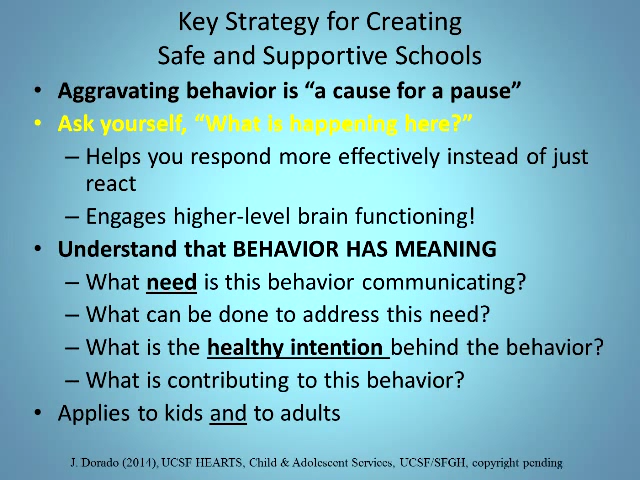 Key Strategy for Creating
Safe and Supportive Schools
• Aggravating behavior is “a cause for a pause”
• Ask yourself, “What is happening here?”
– Helps you respond more effectively instead of just
react
– Engages higher-level brain functioning!
• Understand that BEHAVIOR HAS MEANING
– What need is this behavior communicating?
– What can be done to address this need?
– What is the healthy intention behind the behavior?
– What is contributing to this behavior?
• Applies to kids and to adults
J. Dorado (2014), UCSF HEARTS, Child & Adolescent Services, UCSF/SFGH, copyright pending